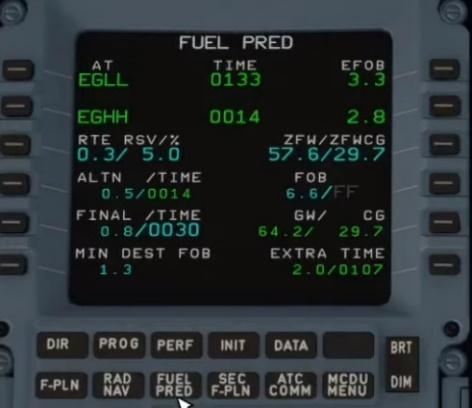 FUEL PRED
AT TIME EFOB
EGLL 0133 3.3
EGHH 0014 2.8
RTE RSV/% ZFW/ZFWCG
0.3/ 5.0 57.6/29.7
ALTN /TIME FOB
0.5/0014 6.6/FF
FINAL /TIME GW/ CG
0.8/0030 64.2/ 29.7
MIN DEST FOB EXTRA TIME
1.3 2.0/0107
DIR PROG PERF INIT DATA BRT
F-PLN RAD NAV FUEL PRED SEC F-PLN ATC COMM MCDU MENU DIM